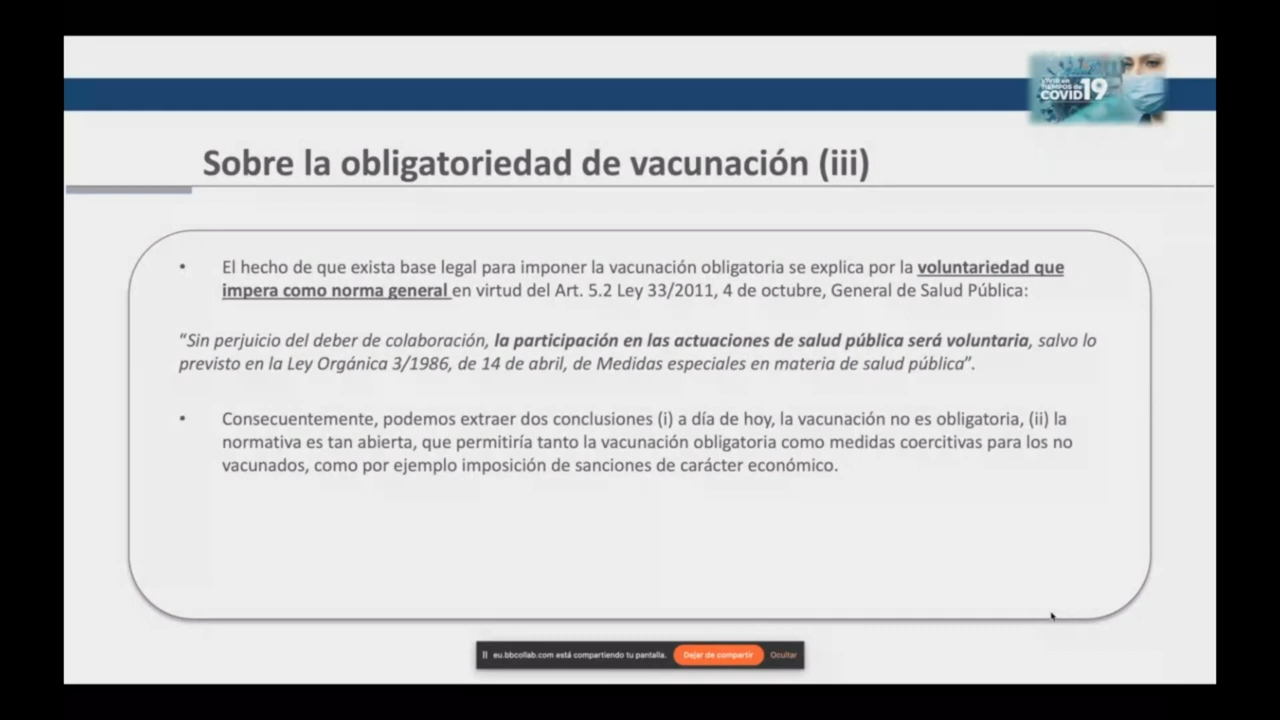 VIVIR en
TIEMPOS de
COVID19
Sobre la obligatoriedad de vacunación (iii)
• El hecho de que exista base legal para imponer la vacunación obligatoria se explica por la voluntariedad que
impera como norma general en virtud del Art. 5.2 Ley 33/2011, 4 de octubre, General de Salud Pública:
“Sin perjuicio del deber de colaboración, la participación en las actuaciones de salud pública será voluntaria, salvo lo
previsto en la Ley Orgánica 3/1986, de 14 de abril, de Medidas especiales en materia de salud pública”.
• Consecuentemente, podemos extraer dos conclusiones (i) a día de hoy, la vacunación no es obligatoria, (ii) la
normativa es tan abierta, que permitiría tanto la vacunación obligatoria como medidas coercitivas para los no
vacunados, como por ejemplo imposición de sanciones de carácter económico.
eu.bbcollab.com está compartiendo tu pantalla. Dejar de compartir Ocultar